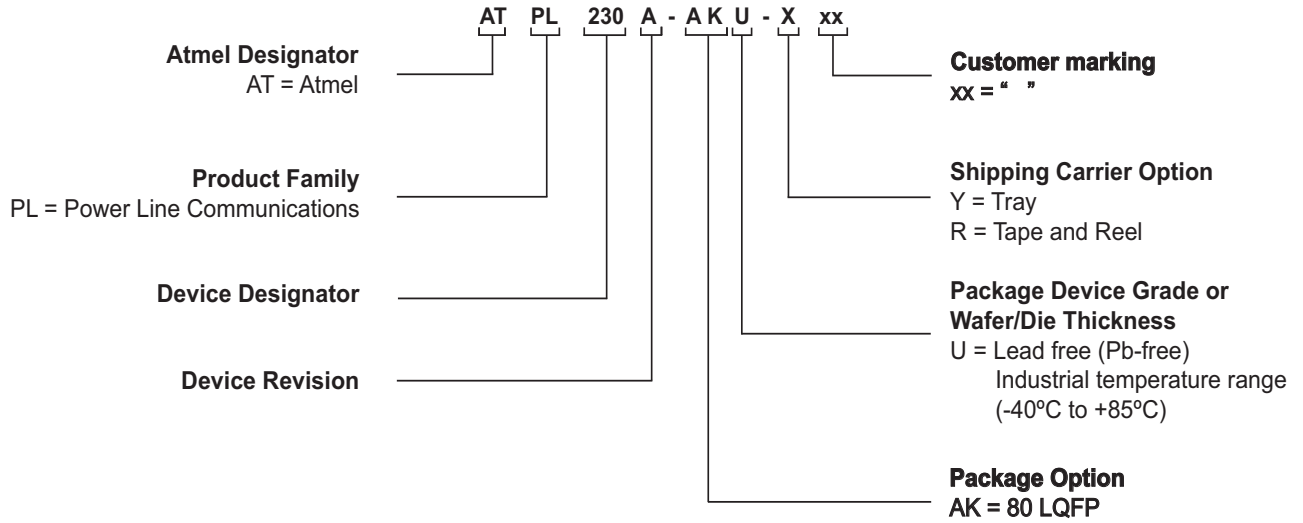 AT PL 230 A - A K U - X xx
Atmel Designator
AT = Atmel
Product Family
PL = Power Line Communications
Device Designator
Device Revision
Customer marking
xx = “ ”
Shipping Carrier Option
Y = Tray
R = Tape and Reel
Package Device Grade or
Wafer/Die Thickness
U = Lead free (Pb-free)
Industrial temperature range
(-40ºC to +85ºC)
Package Option
AK = 80 LQFP